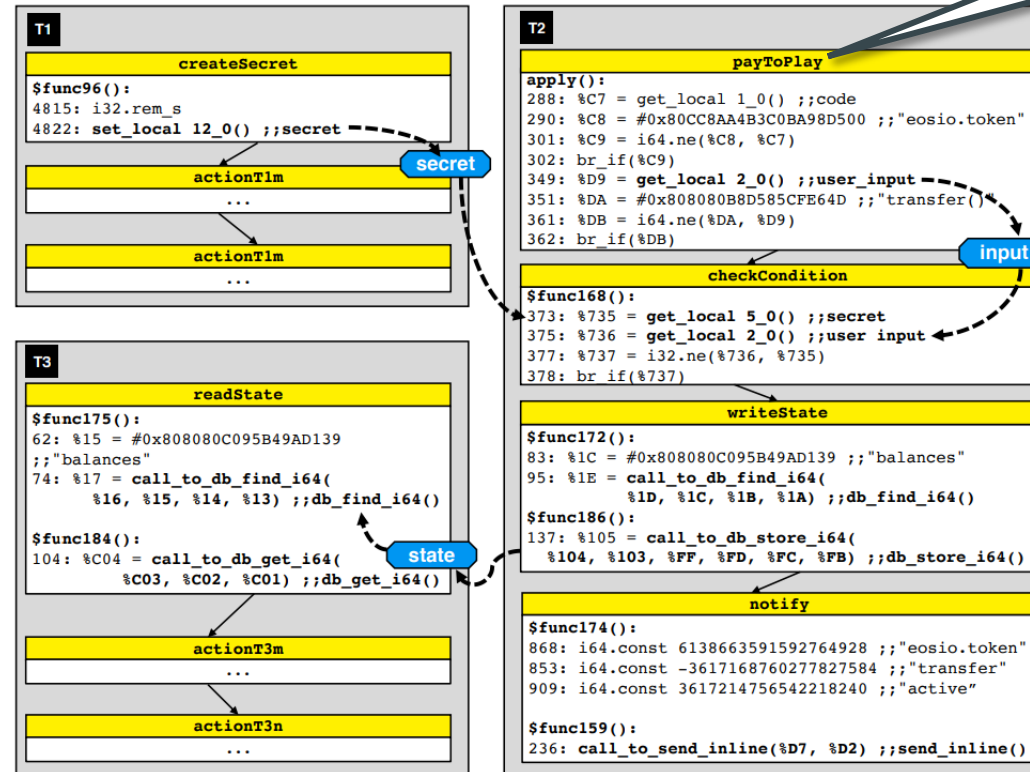 T1
createSecret
$func96():
4815: i32.rem_s
4822: set_local 12_0() ;;secret
secret
actionT1m
...
actionT1m
...
T3
readState
$func175():
62: %15 = #0x808080C095B49AD139
;;"balances"
74: %17 = call_to_db_find_i64(
%16, %15, %14, %13) ;;db_find_i64()
$func184():
104: %C04 = call_to_db_get_i64(
%C03, %C02, %C01) ;;db_get_i64()
state
actionT3m
...
actionT3n
...
T2
payToPlay
apply():
288: %C7 = get_local 1_0() ;;code
290: %C8 = #0x80CC8AA4B3C0BA98D500 ;;"eosio.token"
301: %C9 = i64.ne(%C8, %C7)
302: br_if(%C9)
349: %D9 = get_local 2_0() ;;user_input
351: %DA = #0x808080B8D585CFE64D ;;"transfer()"
361: %DB = i64.ne(%DA, %D9)
362: br_if(%DB)
input
checkCondition
$func168():
373: %735 = get_local 5_0() ;;secret
375: %736 = get_local 2_0() ;;user input
377: %737 = i32.ne(%736, %735)
378: br_if(%737)
writeState
$func172():
83: %1C = #0x808080C095B49AD139 ;;"balances"
95: %1E = call_to_db_find_i64(
%1D, %1C, %1B, %1A) ;;db_find_i64()
$func186():
137: %105 = call_to_db_store_i64(
%104, %103, %FF, %FD, %FC, %FB) ;;db_store_i64()
notify
$func174():
868: i64.const 6138663591592764928 ;;"eosio.token"
853: i64.const -3617168760277827584 ;;"transfer"
909: i64.const 3617214756542218240 ;;"active”
$func159():
236: call_to_send_inline(%D7, %D2) ;;send_inline()